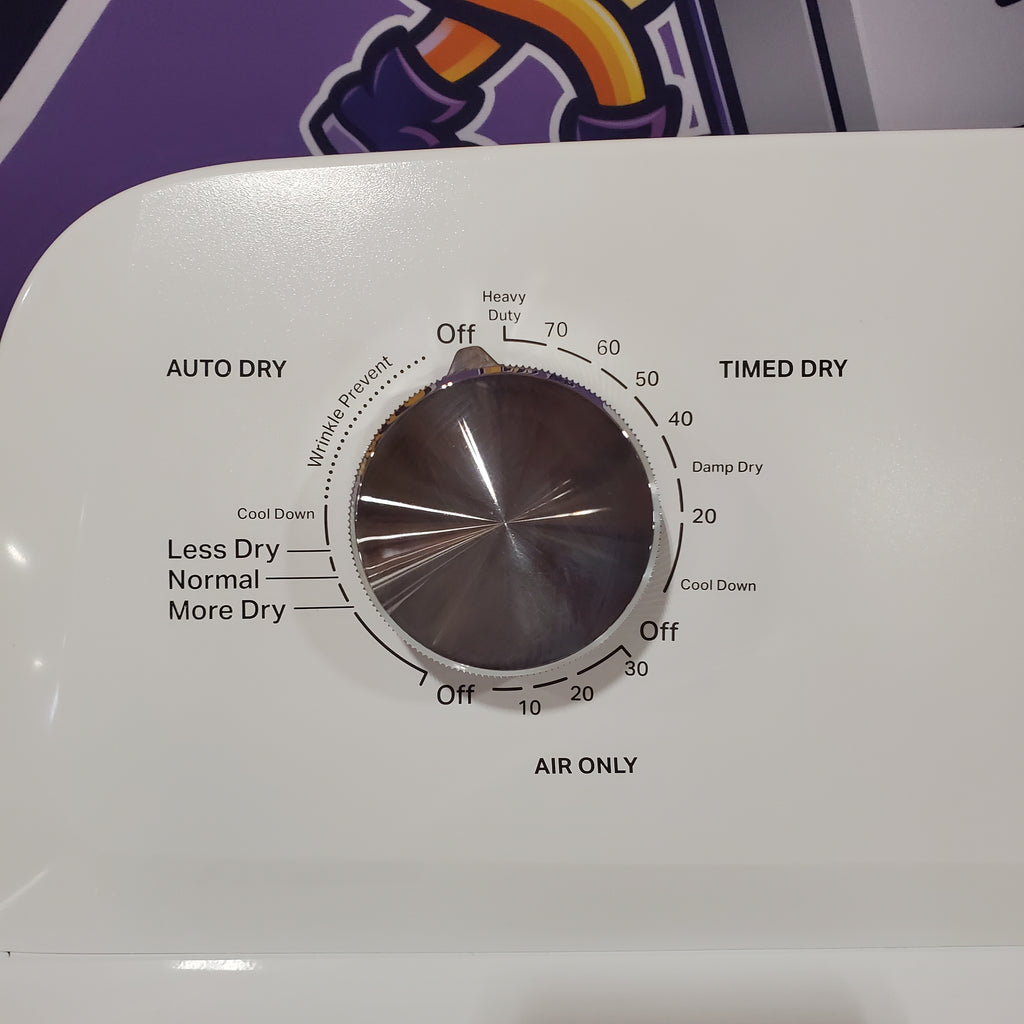 Heavy
Duty
Off
70
60
50
40
Damp Dry
20
Cool Down
Off
30
20
10
Off
AUTO DRY
TIMED DRY
Wrinkle Prevent
Cool Down
Less Dry
Normal
More Dry
AIR ONLY